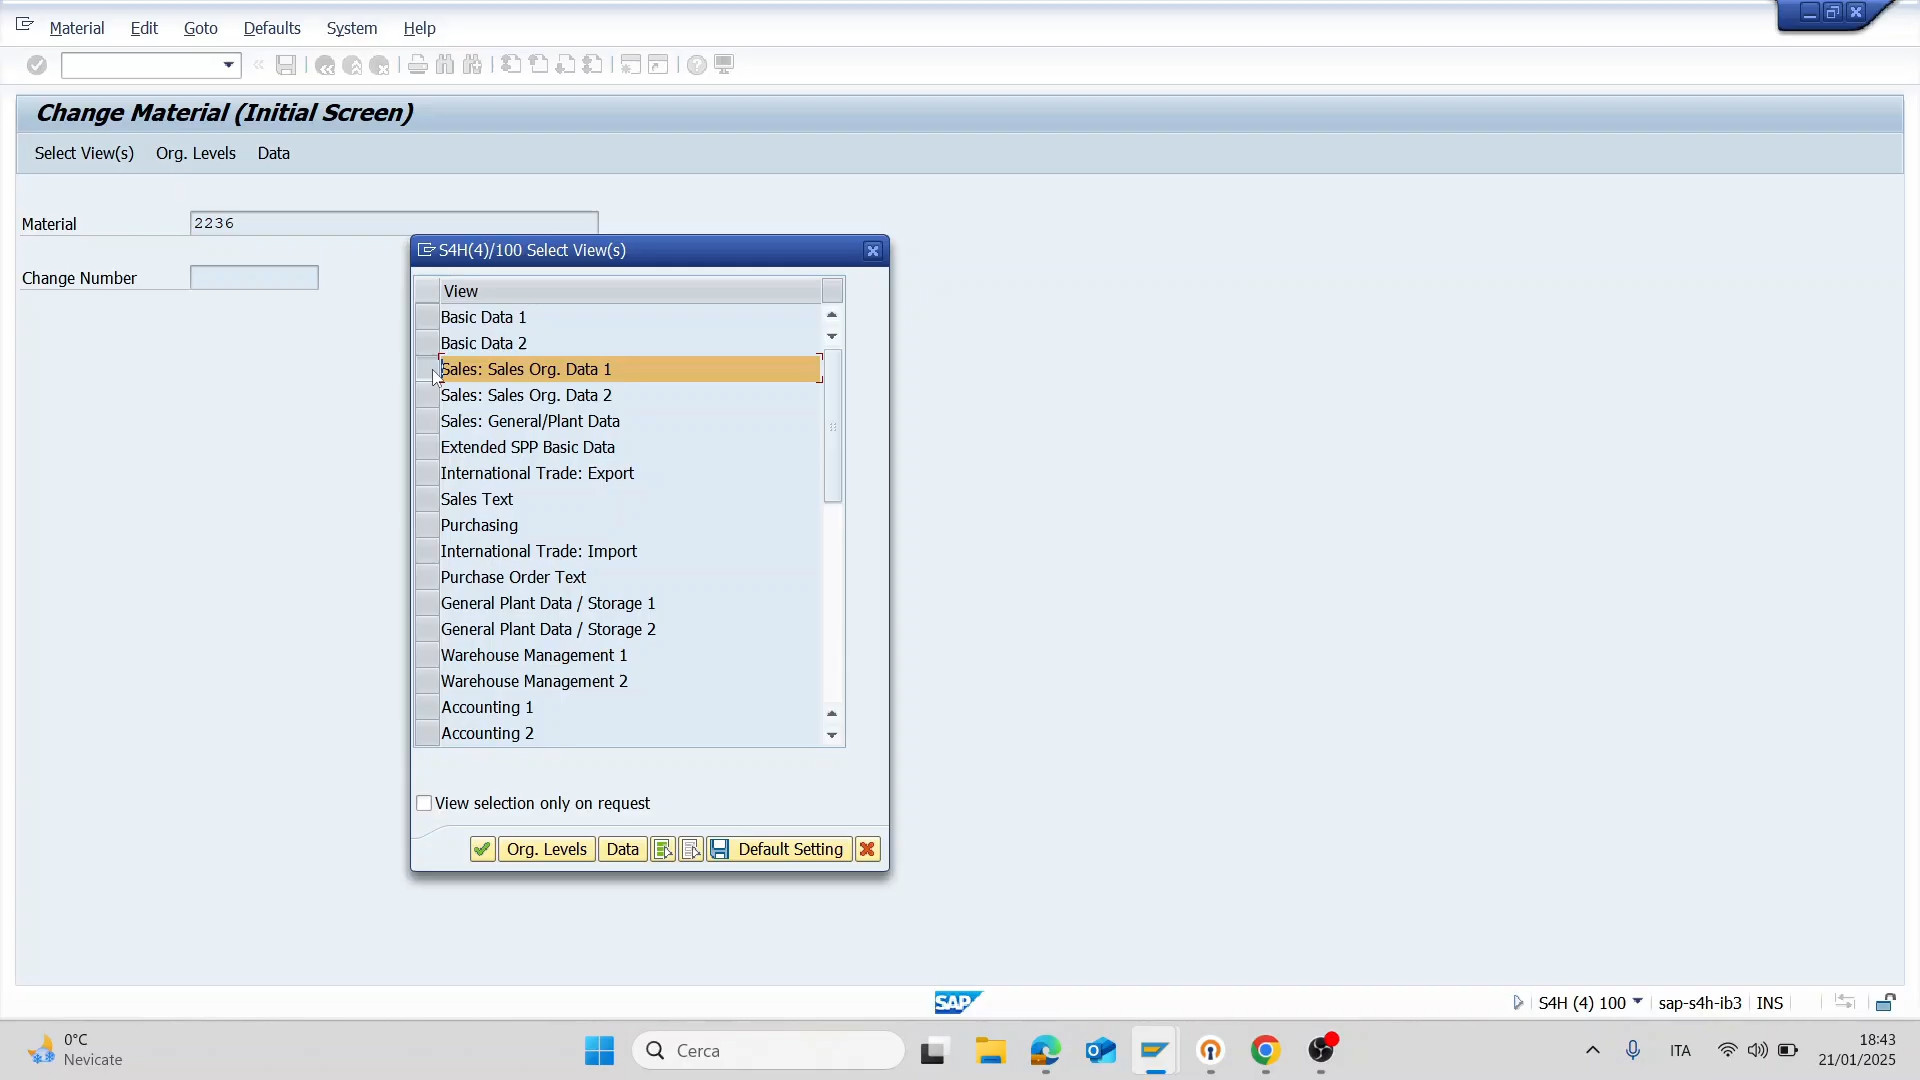 Material Edit Goto Defaults System Help
Change Material (Initial Screen)
Select View(s) Org. Levels Data
Material 2236
Change Number
S4H(4)/100 Select View(s)
View
Basic Data 1
Basic Data 2
Sales: Sales Org. Data 1
Sales: Sales Org. Data 2
Sales: General/Plant Data
Extended SPP Basic Data
International Trade: Export
Sales Text
Purchasing
International Trade: Import
Purchase Order Text
General Plant Data / Storage 1
General Plant Data / Storage 2
Warehouse Management 1
Warehouse Management 2
Accounting 1
Accounting 2
View selection only on request
Org. Levels Data Default Setting
SAP S4H (4) 100 sap-s4h-ib3 INS
0°C
Nevicate
Cerca
ITA
18:43
21/01/2025